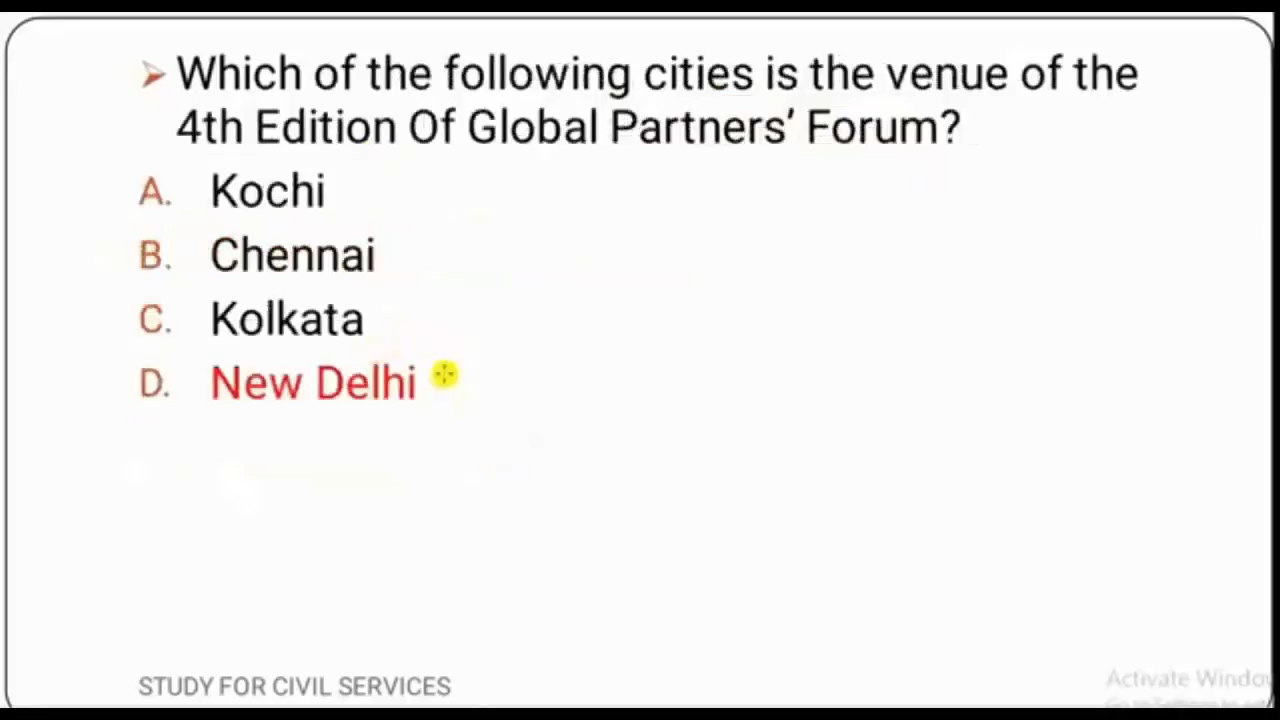 Which of the following cities is the venue of the
4th Edition Of Global Partners’ Forum?
A. Kochi
B. Chennai
C. Kolkata
D. New Delhi
STUDY FOR CIVIL SERVICES
Activate Window